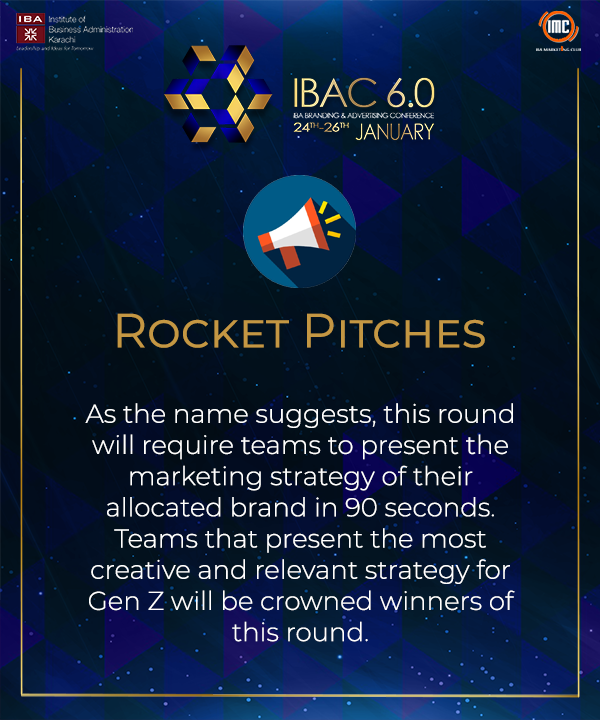 IBA
Institute of
Business Administration
Karachi
Leadership and Ideas for Tomorrow
IMC
IBA MARKETING CLUB
IBAC 6.0
IBA BRANDING & ADVERTISING CONFERENCE
24TH-26TH JANUARY
ROCKET PITCHES
As the name suggests, this round
will require teams to present the
marketing strategy of their
allocated brand in 90 seconds.
Teams that present the most
creative and relevant strategy for
Gen Z will be crowned winners of
this round.